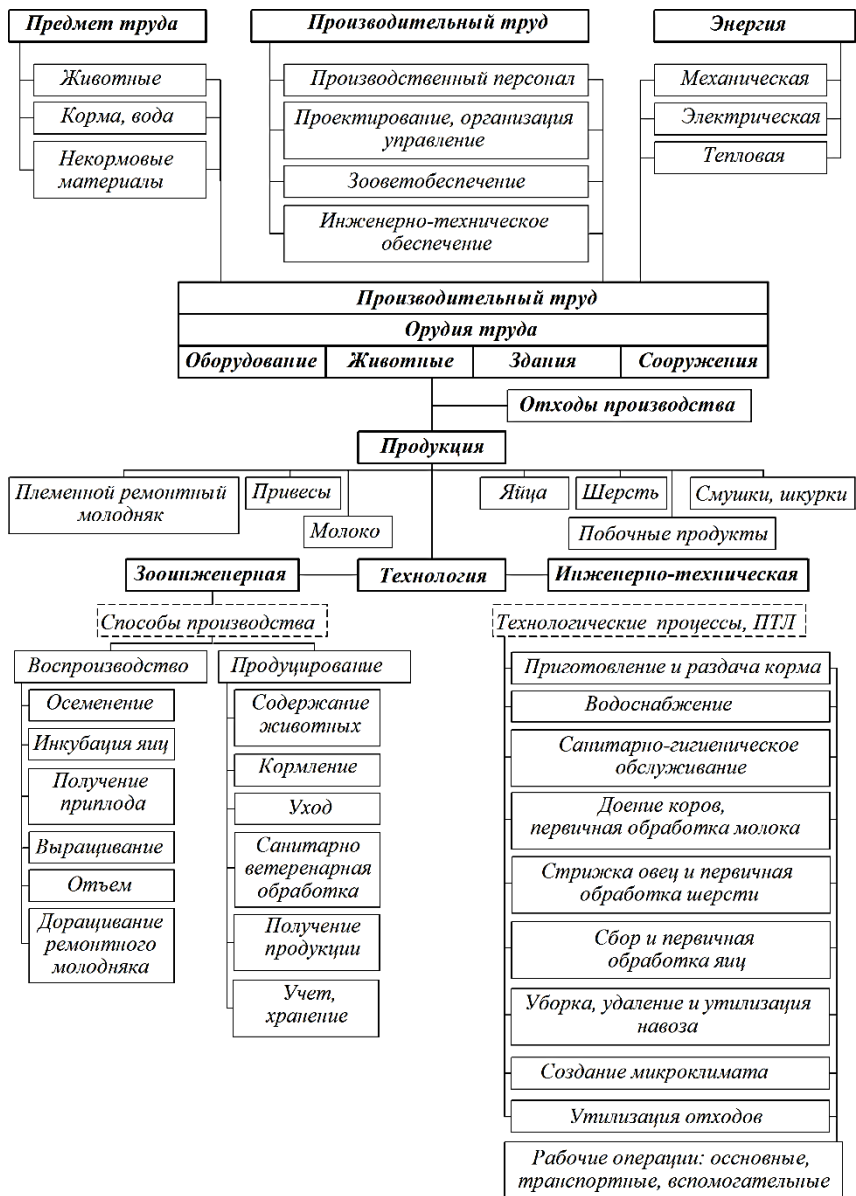 Предмет труда
Производительный труд
Энергия
Животные
Корма, вода
Некормовые
материалы
Производственный персонал
Проектирование, организация
управление
Зооветобеспечение
Инженерно-техническое
обеспечение
Механическая
Электрическая
Тепловая
Производительный труд
Орудия труда
Оборудование
Животные
Здания
Сооружения
Отходы производства
Продукция
Племенной ремонтный
молодняк
Привесы
Молоко
Яйца
Шерсть
Смушки, шкурки
Побочные продукты
Зооинженерная
Технология
Инженерно-техническая
Способы производства
Воспроизводство
Продуцирование
Осеменение
Инкубация яиц
Получение
приплода
Выращивание
Отъем
Доращивание
ремонтного
молодняка
Содержание
животных
Кормление
Уход
Санитарно
ветеренарная
обработка
Получение
продукции
Учет,
хранение
Технологические процессы, ПТЛ
Приготовление и раздача корма
Водоснабжение
Санитарно-гигиеническое
обслуживание
Доение коров,
первичная обработка молока
Стрижка овец и первичная
обработка шерсти
Сбор и первичная
обработка яиц
Уборка, удаление и утилизация
навоза
Создание микроклимата
Утилизация отходов
Рабочие операции: оссновные,
транспортные, вспомогательные